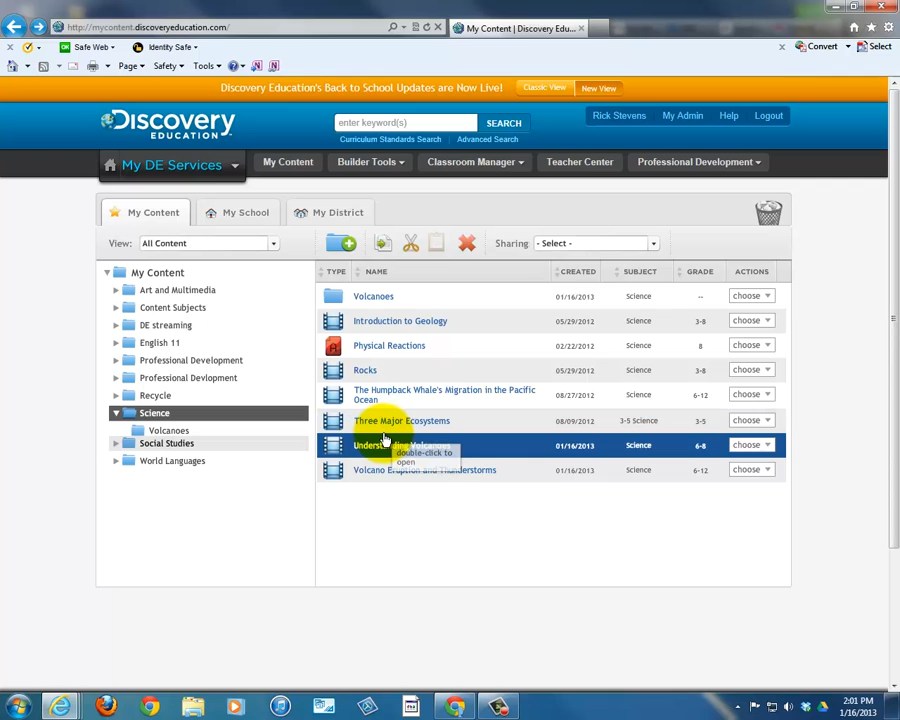 http://mycontent.discoveryeducation.com/
My Content | Discovery Edu...
Safe Web
Identity Safe
Convert
Select
Page
Safety
Tools
Discovery Education's Back to School Updates are Now Live!
Classic View
New View
Discovery
EDUCATION
enter keyword(s)
SEARCH
Curriculum Standards Search
Advanced Search
Rick Stevens
My Admin
Help
Logout
My DE Services
My Content
Builder Tools
Classroom Manager
Teacher Center
Professional Development
My Content
My School
My District
View:
All Content
Sharing
- Select -
My Content
Art and Multimedia
Content Subjects
DE streaming
English 11
Professional Development
Professional Devlopment
Recycle
Science
Volcanoes
Social Studies
World Languages
TYPE NAME CREATED SUBJECT GRADE ACTIONS
Volcanoes 01/16/2013 Science -- choose
Introduction to Geology 05/29/2012 Science 3-8 choose
Physical Reactions 02/22/2012 Science 8 choose
Rocks 05/29/2012 Science 3-8 choose
The Humpback Whale's Migration in the Pacific
Ocean 08/27/2012 Science 6-12 choose
Three Major Ecosystems 08/09/2012 3-5 Science 3-5 choose
Understanding Volcanoes 01/16/2013 Science 6-8 choose
double-click to
open
Volcano Eruption and Thunderstorms 01/16/2013 Science 6-12 choose
2:01 PM
1/16/2013